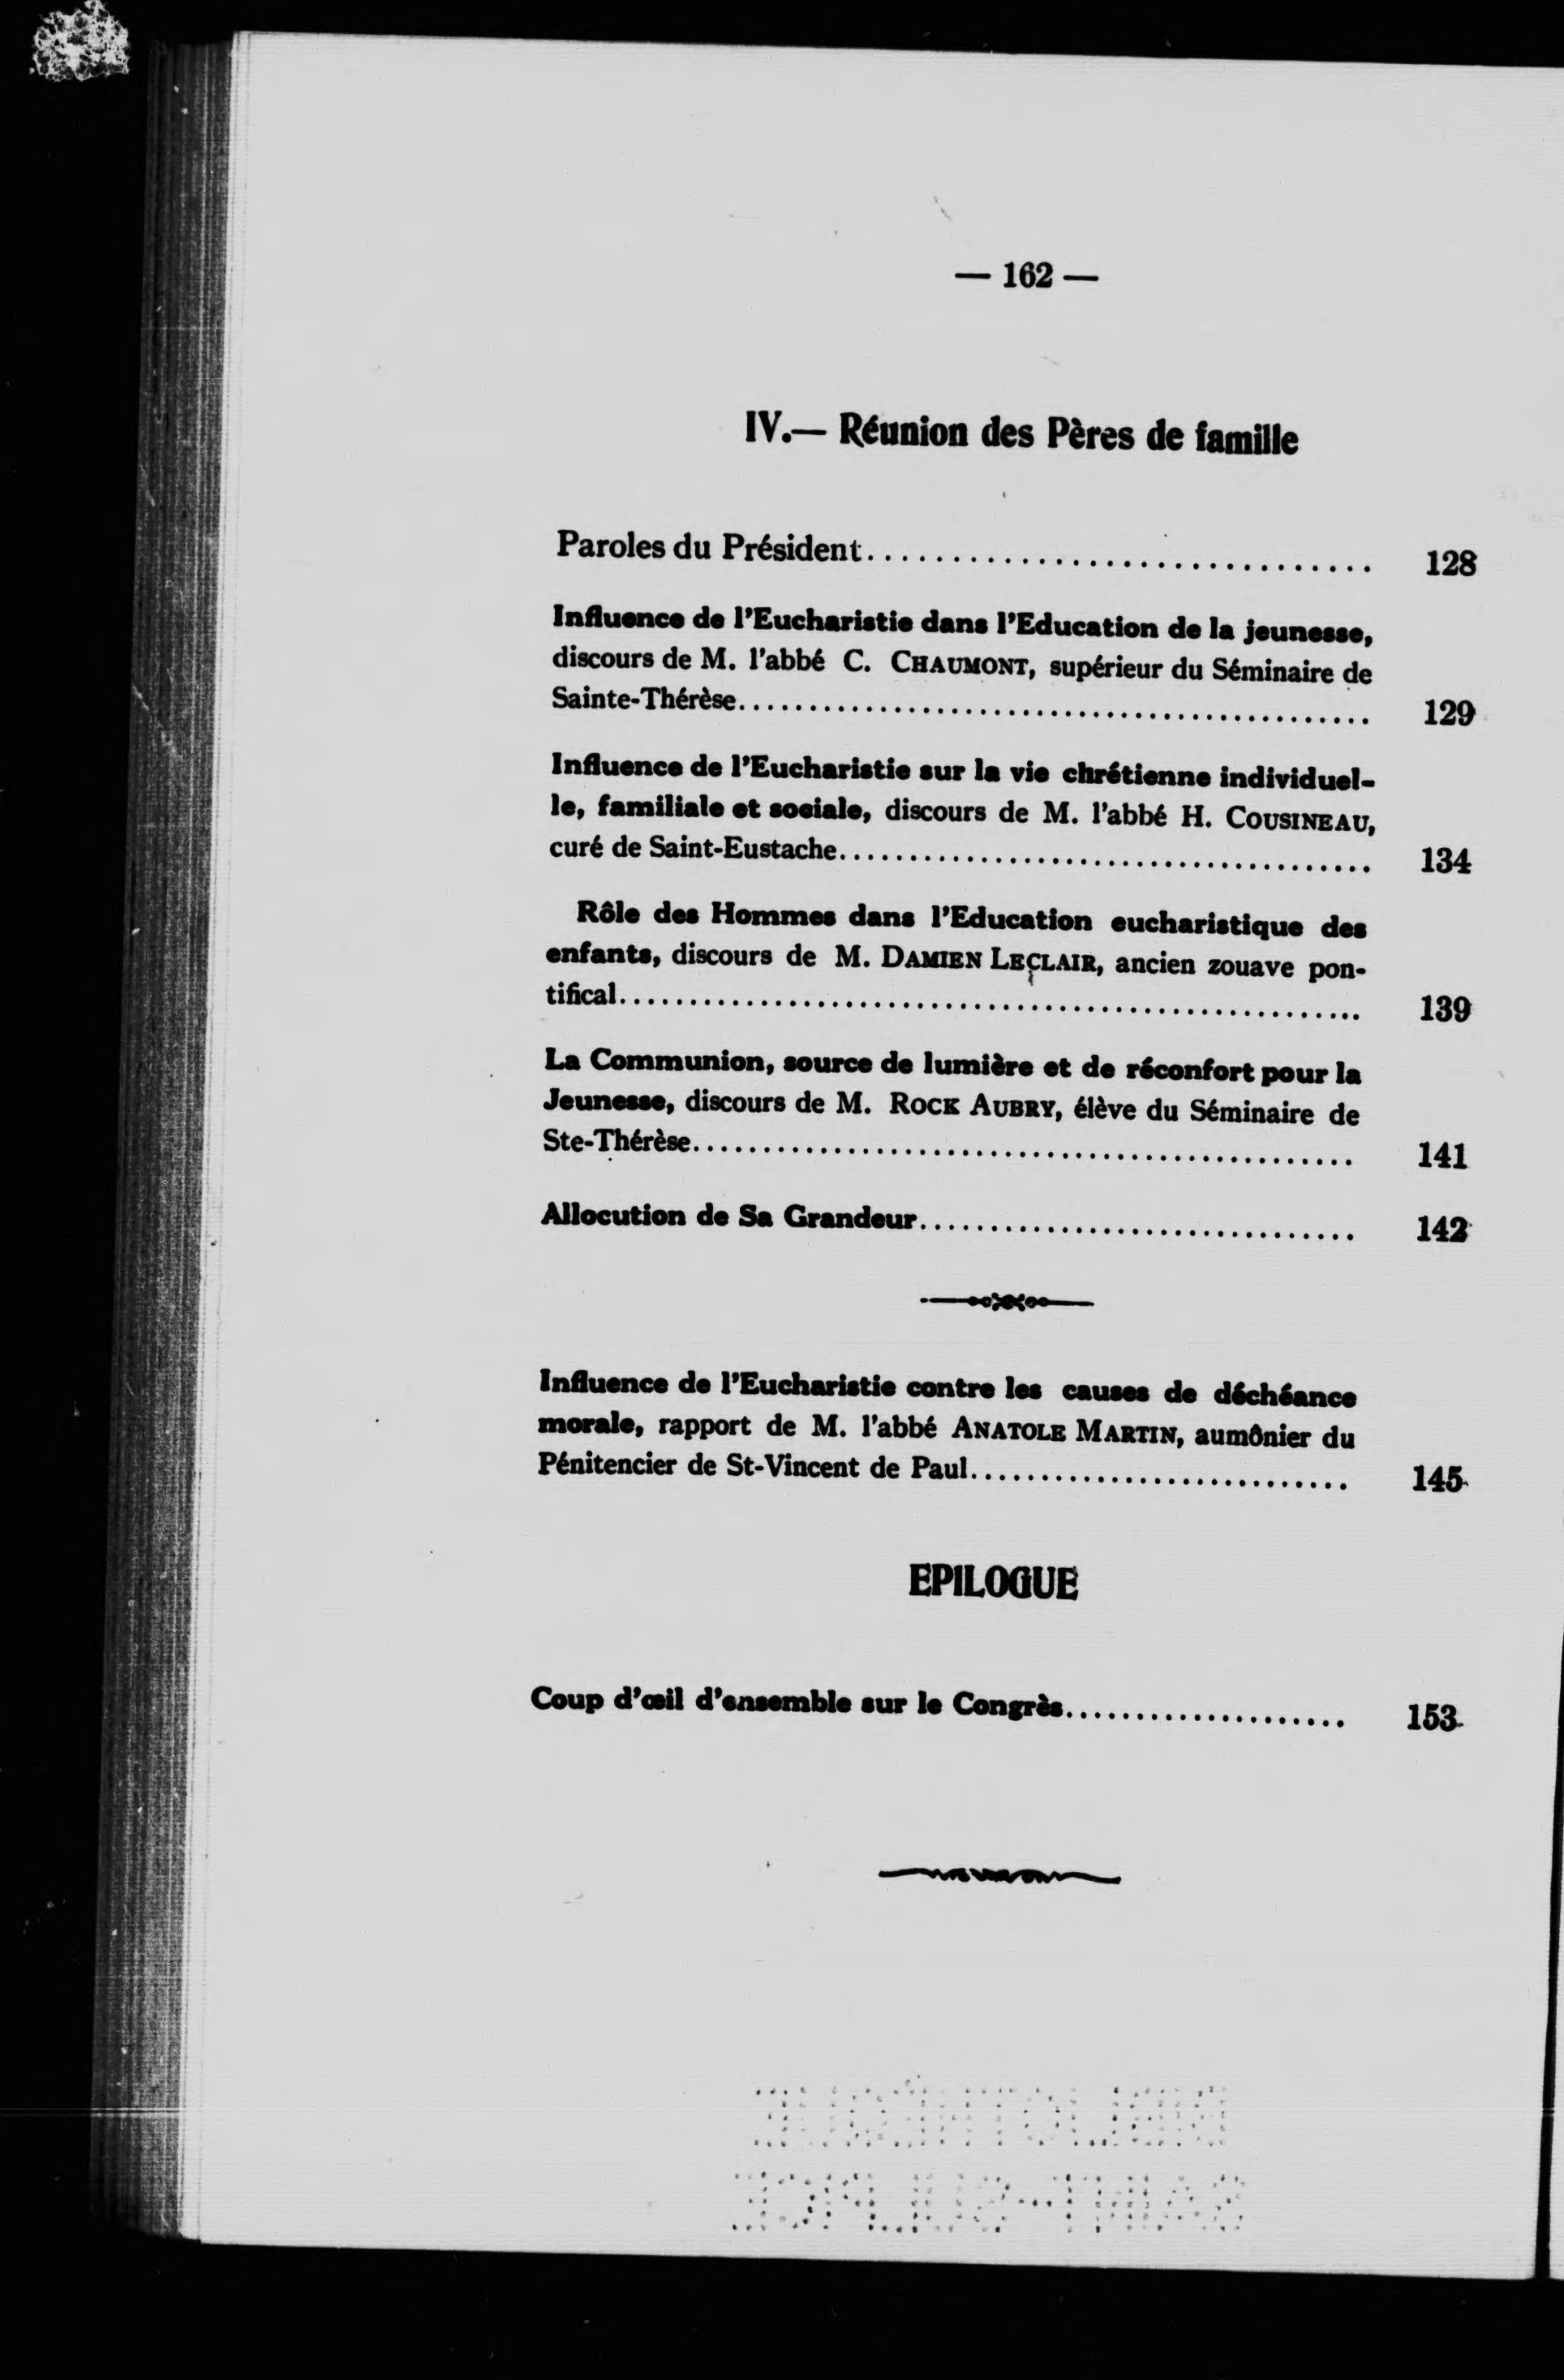 — 162 —
IV.— Réunion des Pères de famille
Paroles du Président................................. 128
Influence de l'Eucharistie dans l'Education de la jeunesse,
discours de M. l'abbé C. CHAUMONT, supérieur du Séminaire de
Sainte-Thérèse............................................. 129
Influence de l'Eucharistie sur la vie chrétienne individuel-
le, familiale et sociale, discours de M. l'abbé H. COUSINEAU,
curé de Saint-Eustache...................................... 134
Rôle des Hommes dans l'Education eucharistique des
enfants, discours de M. DAMIEN LECLAIR, ancien zouave pon-
tifical..................................................... 139
La Communion, source de lumière et de réconfort pour la
Jeunesse, discours de M. ROCK AUBRY, élève du Séminaire de
Ste-Thérèse............................................... 141
Allocution de Sa Grandeur............................... 142
Influence de l'Eucharistie contre les causes de déchéance
morale, rapport de M. l'abbé ANATOLE MARTIN, aumônier du
Pénitencier de St-Vincent de Paul........................... 145
EPILOGUE
Coup d'œil d'ensemble sur le Congrès.................... 153